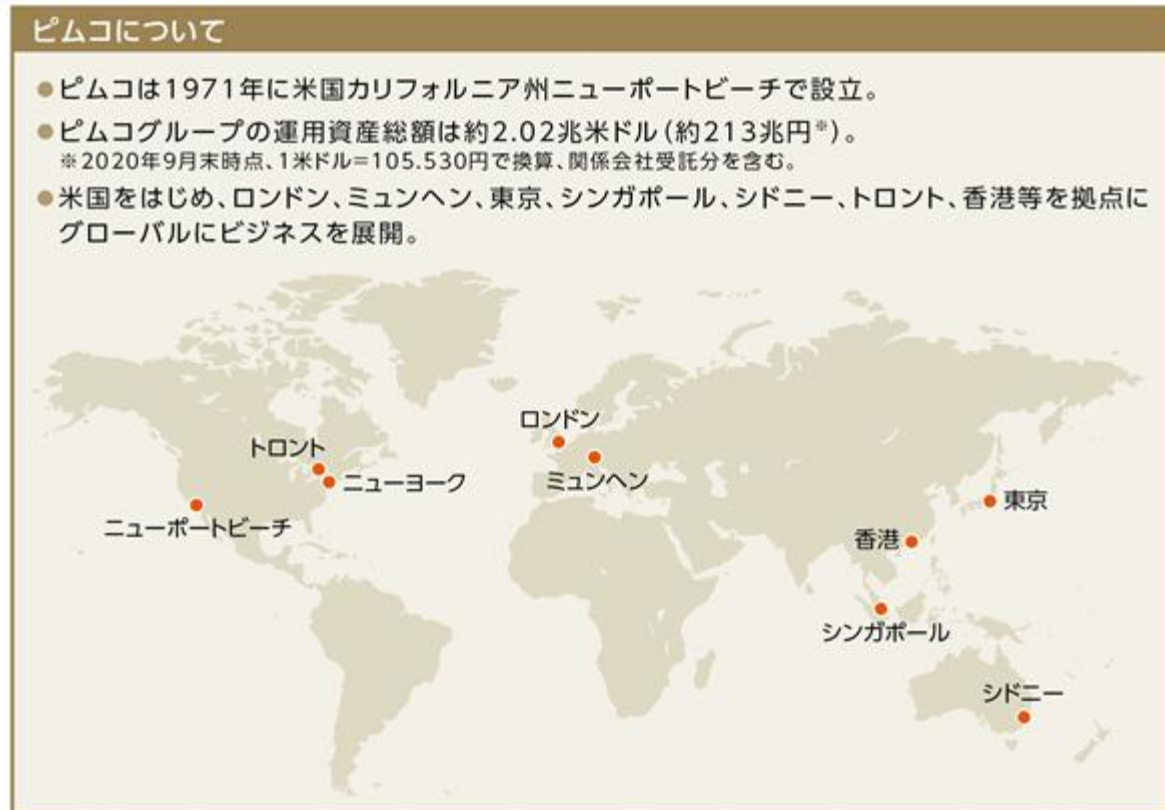 ピムコについて
●ピムコは1971年に米国カリフォルニア州ニューポートビーチで設立。
●ピムコグループの運用資産総額は約2.02兆米ドル(約213兆円※)。
※2020年9月末時点、1米ドル=105.530円で換算、関係会社受託分を含む。
●米国をはじめ、ロンドン、ミュンヘン、東京、シンガポール、シドニー、トロント、香港等を拠点に
グローバルにビジネスを展開。
ロンドン
トロント
ニューヨーク
ミュンヘン
ニューポートビーチ
東京
香港
シンガポール
シドニー